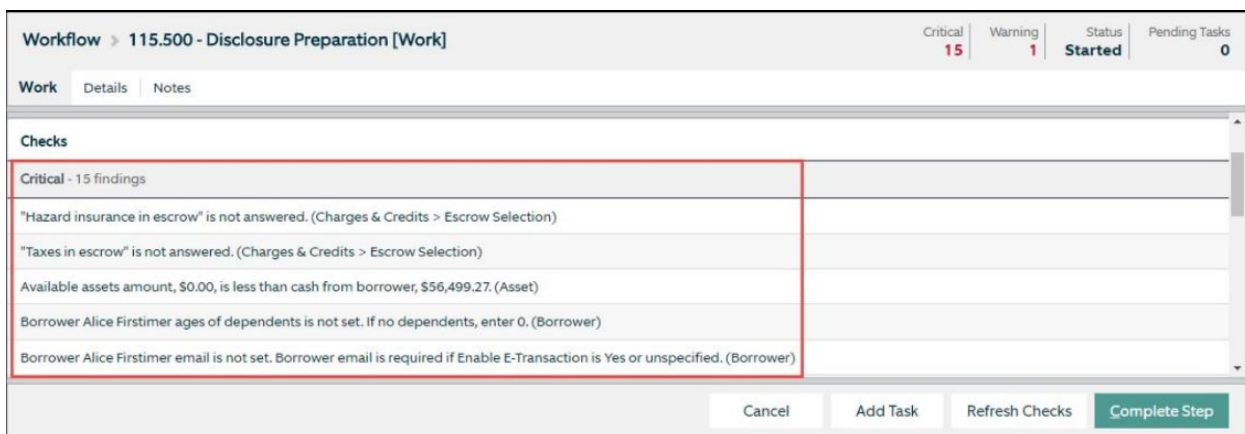 Workflow > 115.500 - Disclosure Preparation [Work]
Critical Warning Status Pending Tasks
15 1 Started 0
Work Details Notes
Checks
Critical - 15 findings
"Hazard insurance in escrow" is not answered. (Charges & Credits > Escrow Selection)
"Taxes in escrow" is not answered. (Charges & Credits > Escrow Selection)
Available assets amount, $0.00, is less than cash from borrower, $56,499.27. (Asset)
Borrower Alice Firstimer ages of dependents is not set. If no dependents, enter 0. (Borrower)
Borrower Alice Firstimer email is not set. Borrower email is required if Enable E-Transaction is Yes or unspecified. (Borrower)
Cancel Add Task Refresh Checks Complete Step